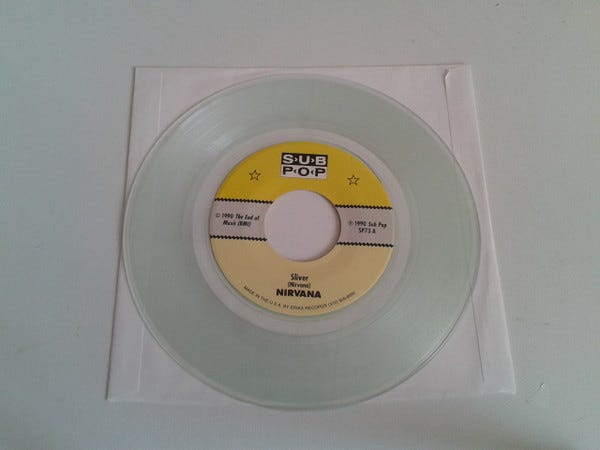 SUB
POP
© 1990 The End of
Music (BMI)
℗ 1990 Sub Pop
SP73 A
Sliver
(Nirvana)
NIRVANA
MADE IN THE U.S.A. BY ERIKA RECORDS